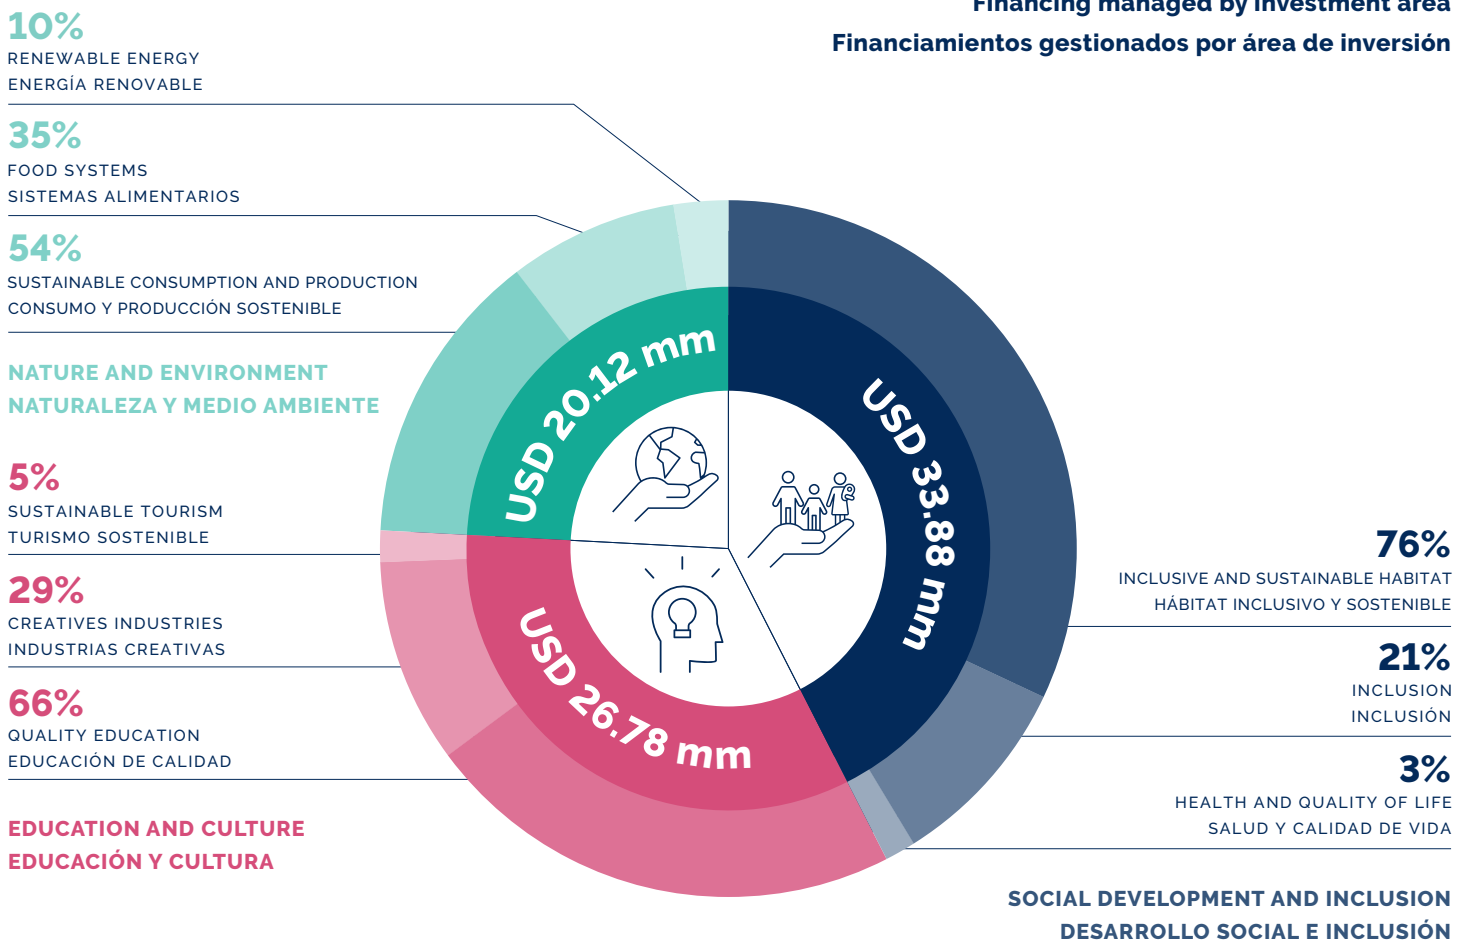 Financing managed by investment area
Financiamientos gestionados por área de inversión
10%
RENEWABLE ENERGY
ENERGÍA RENOVABLE
35%
FOOD SYSTEMS
SISTEMAS ALIMENTARIOS
54%
SUSTAINABLE CONSUMPTION AND PRODUCTION
CONSUMO Y PRODUCCIÓN SOSTENIBLE
NATURE AND ENVIRONMENT
NATURALEZA Y MEDIO AMBIENTE
5%
SUSTAINABLE TOURISM
TURISMO SOSTENIBLE
29%
CREATIVES INDUSTRIES
INDUSTRIAS CREATIVAS
66%
QUALITY EDUCATION
EDUCACIÓN DE CALIDAD
EDUCATION AND CULTURE
EDUCACIÓN Y CULTURA
USD 20.12 mm
USD 33.88 mm
USD 26.78 mm
76%
INCLUSIVE AND SUSTAINABLE HABITAT
HÁBITAT INCLUSIVO Y SOSTENIBLE
21%
INCLUSION
INCLUSIÓN
3%
HEALTH AND QUALITY OF LIFE
SALUD Y CALIDAD DE VIDA
SOCIAL DEVELOPMENT AND INCLUSION
DESARROLLO SOCIAL E INCLUSIÓN